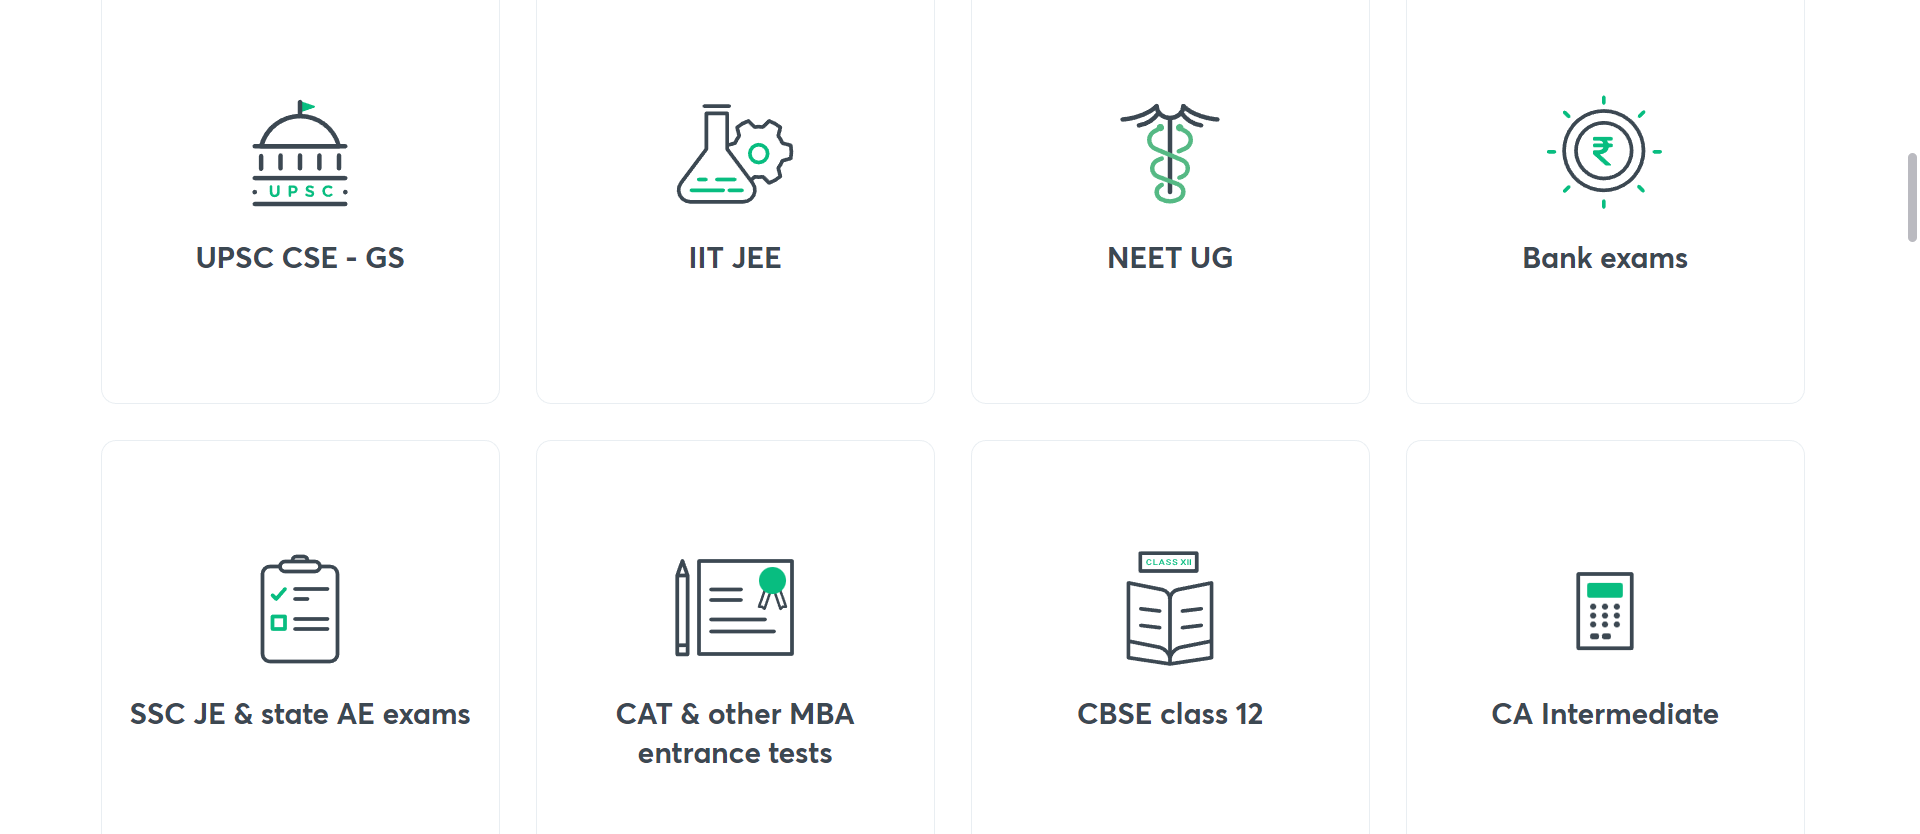 UPSC
UPSC CSE - GS
IIT JEE
NEET UG
₹
Bank exams
SSC JE & state AE exams
CAT & other MBA
entrance tests
CLASS XII
CBSE class 12
CA Intermediate